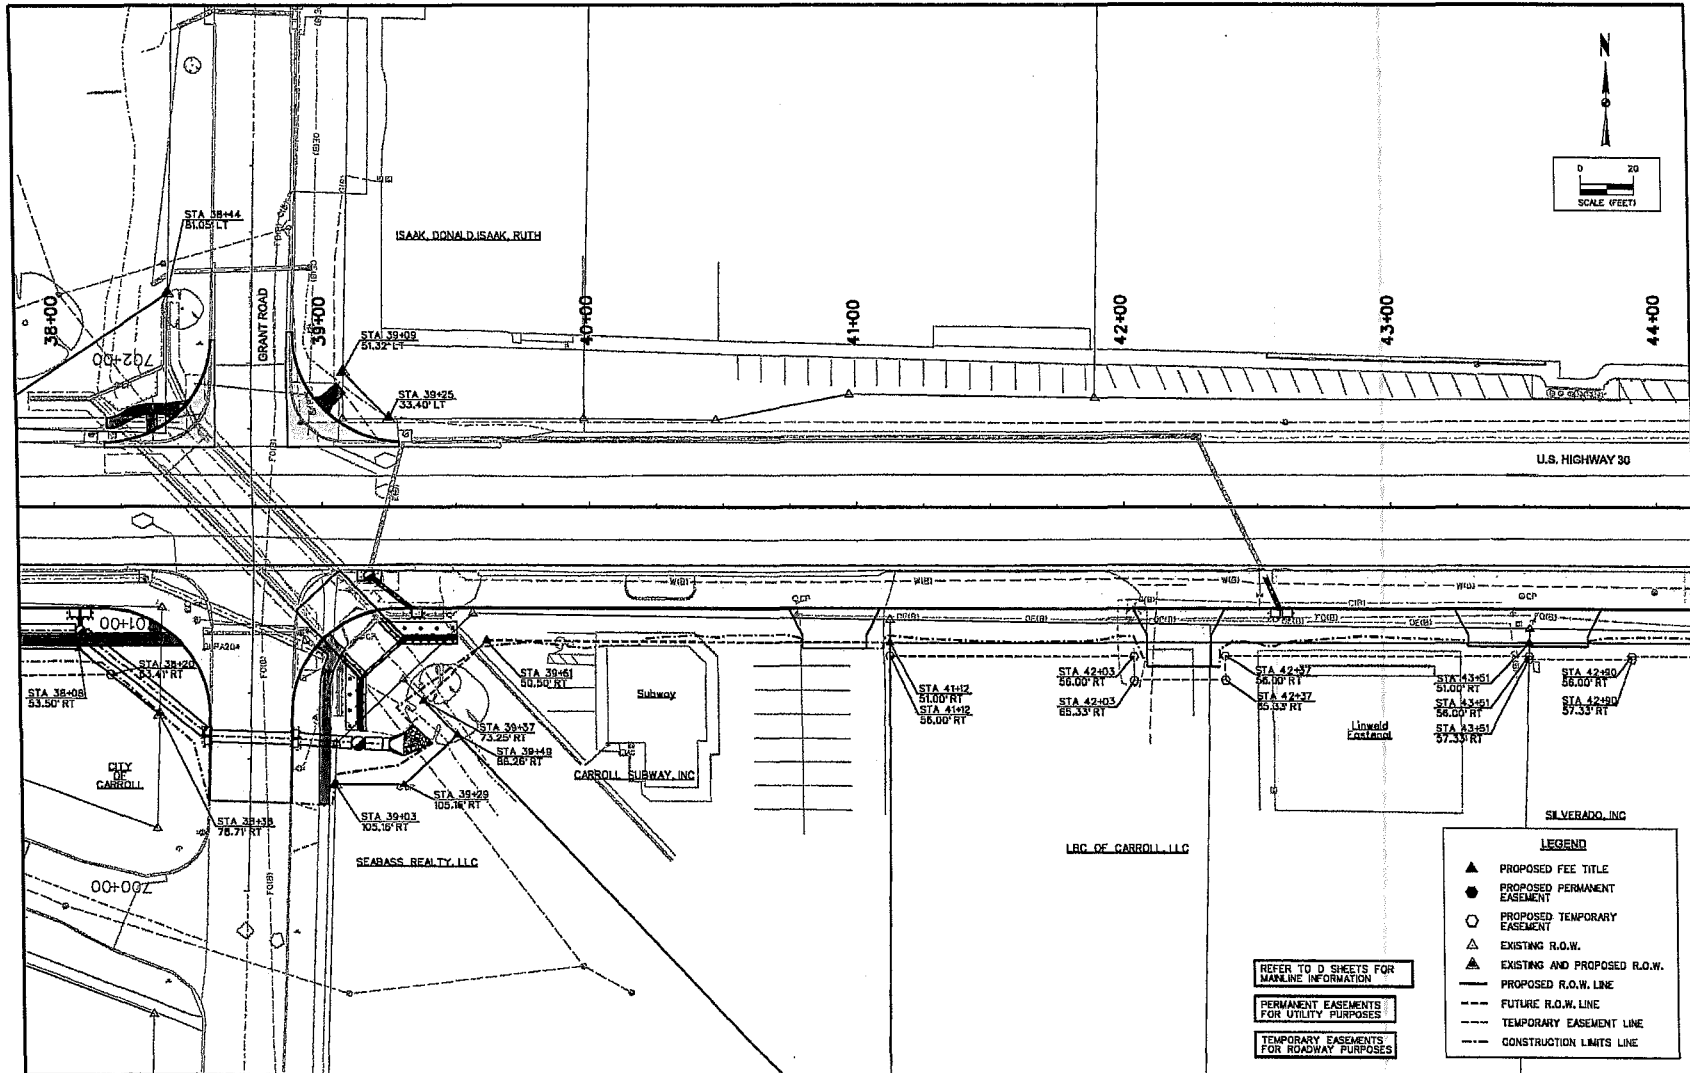 N
0 20
SCALE (FEET)
STA 38+44
81.05' LT
ISAAK, DONALD.ISAAK, RUTH
GRANT ROAD
38+00
39+00
40+00
41+00
42+00
43+00
44+00
702+00
STA 39+09
51.32' LT
STA 39+25
33.40' LT
U.S. HIGHWAY 30
W(B)
W(B)
W(B)
W(B)
701+00
STA 38+20
53.41' RT
STA 38+08
53.50' RT
STA 39+61
50.50' RT
Subway
STA 41+12
51.00' RT
STA 41+12
56.00' RT
STA 42+03
56.00' RT
STA 42+03
65.33' RT
STA 42+37
56.00' RT
STA 42+37
65.33' RT
STA 43+51
51.00' RT
STA 43+51
56.00' RT
STA 43+51
57.33' RT
STA 42+90
56.00' RT
STA 42+90
57.33' RT
STA 39+37
73.25' RT
STA 39+49
86.26' RT
Linweld
Fastenal
CITY
OF
CARROLL
CARROLL SUBWAY, INC
STA 39+29
105.16' RT
STA 39+03
105.16' RT
STA 38+38
78.71' RT
SEABASS REALTY, LLC
LBC OF CARROLL, LLC
SILVERADO, INC
700+00
LEGEND
PROPOSED FEE TITLE
PROPOSED PERMANENT
EASEMENT
PROPOSED TEMPORARY
EASEMENT
EXISTING R.O.W.
EXISTING AND PROPOSED R.O.W.
PROPOSED R.O.W. LINE
FUTURE R.O.W. LINE
TEMPORARY EASEMENT LINE
CONSTRUCTION LIMITS LINE
REFER TO D SHEETS FOR
MAINLINE INFORMATION
PERMANENT EASEMENTS
FOR UTILITY PURPOSES
TEMPORARY EASEMENTS
FOR ROADWAY PURPOSES